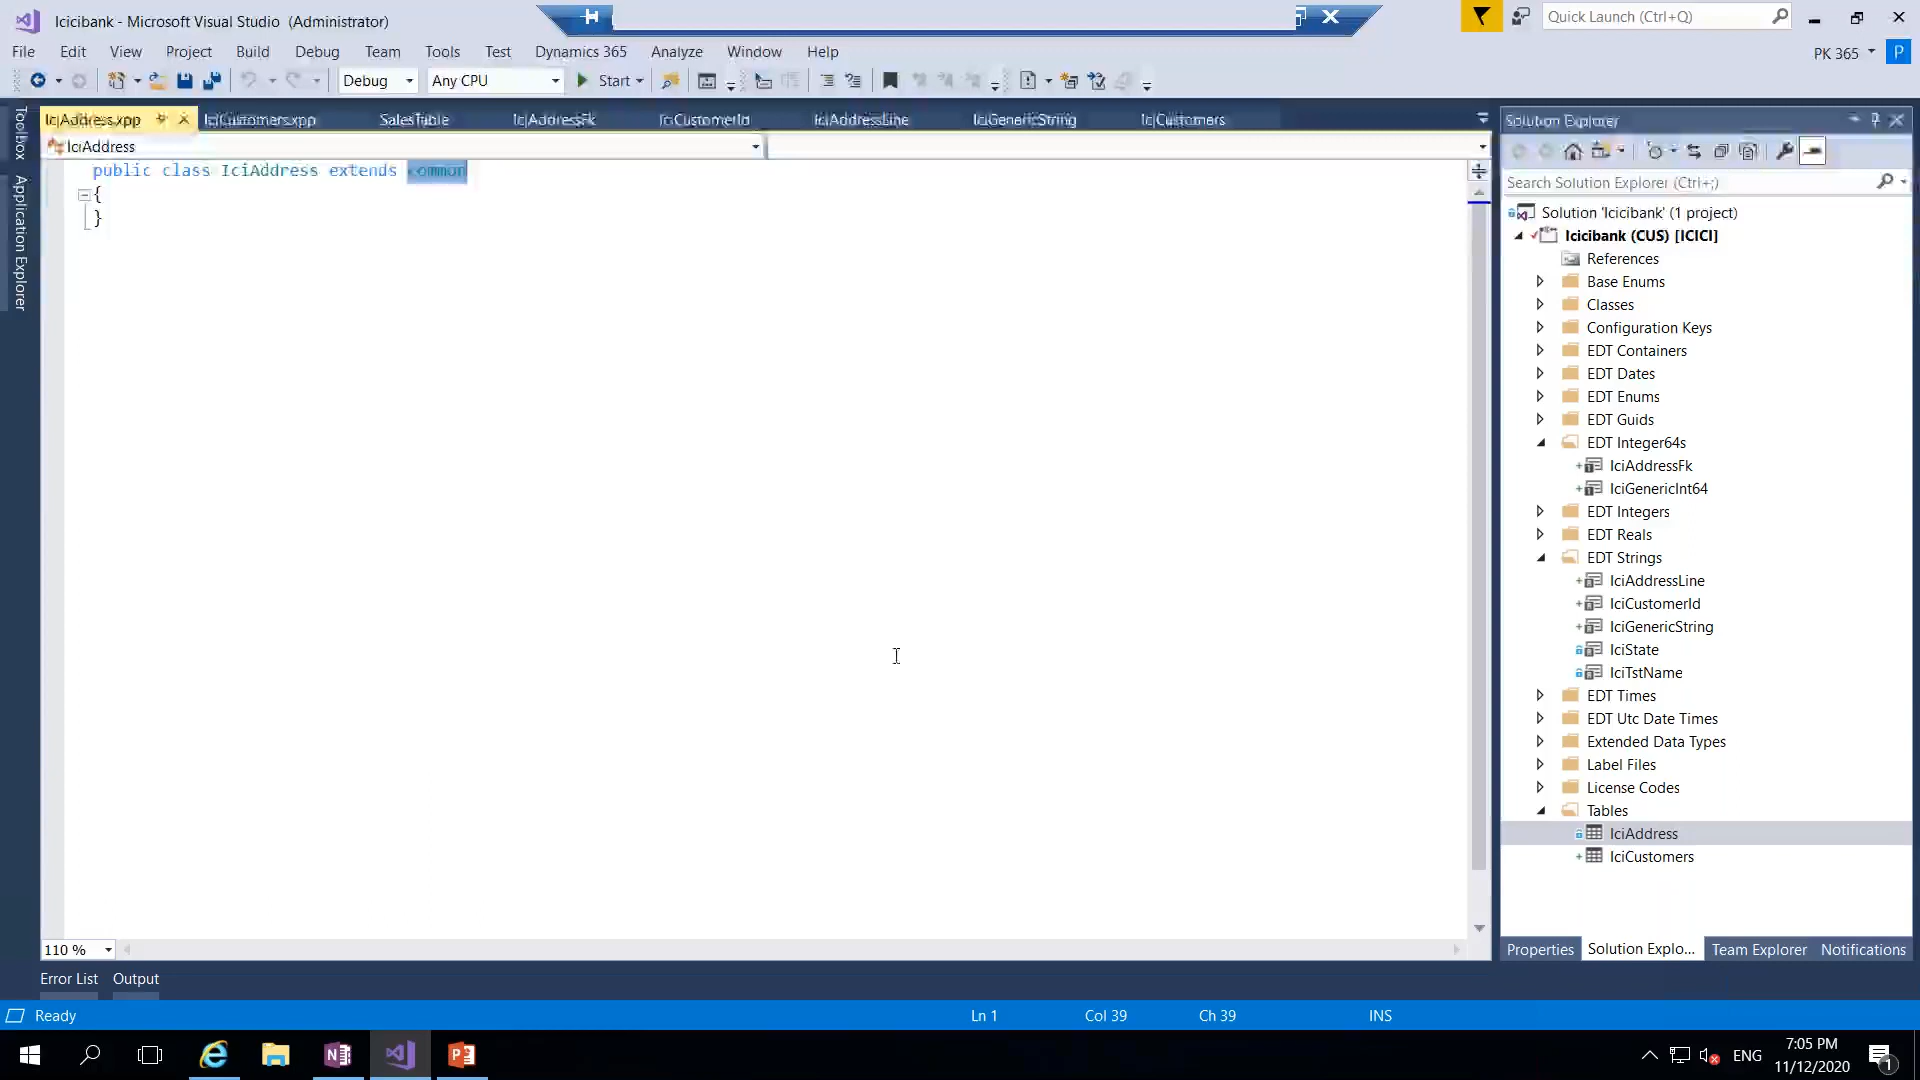 Icicibank - Microsoft Visual Studio (Administrator)
Quick Launch (Ctrl+Q)
File Edit View Project Build Debug Team Tools Test Dynamics 365 Analyze Window Help
PK 365 P
Debug Any CPU Start
IciAddress.xpp IciCustomers.xpp SalesTable IciAddressFk IciCustomerId IciAddressLine IciGenericString IciCustomers
IciAddress
public class IciAddress extends common
{
}
Toolbox
Application Explorer
110 %
Error List Output
Solution Explorer
Search Solution Explorer (Ctrl+;)
Solution 'Icicibank' (1 project)
Icicibank (CUS) [ICICI]
References
Base Enums
Classes
Configuration Keys
EDT Containers
EDT Dates
EDT Enums
EDT Guids
EDT Integer64s
IciAddressFk
IciGenericInt64
EDT Integers
EDT Reals
EDT Strings
IciAddressLine
IciCustomerId
IciGenericString
IciState
IciTstName
EDT Times
EDT Utc Date Times
Extended Data Types
Label Files
License Codes
Tables
IciAddress
IciCustomers
Properties Solution Explo... Team Explorer Notifications
Ready Ln 1 Col 39 Ch 39 INS
ENG
7:05 PM
11/12/2020
1